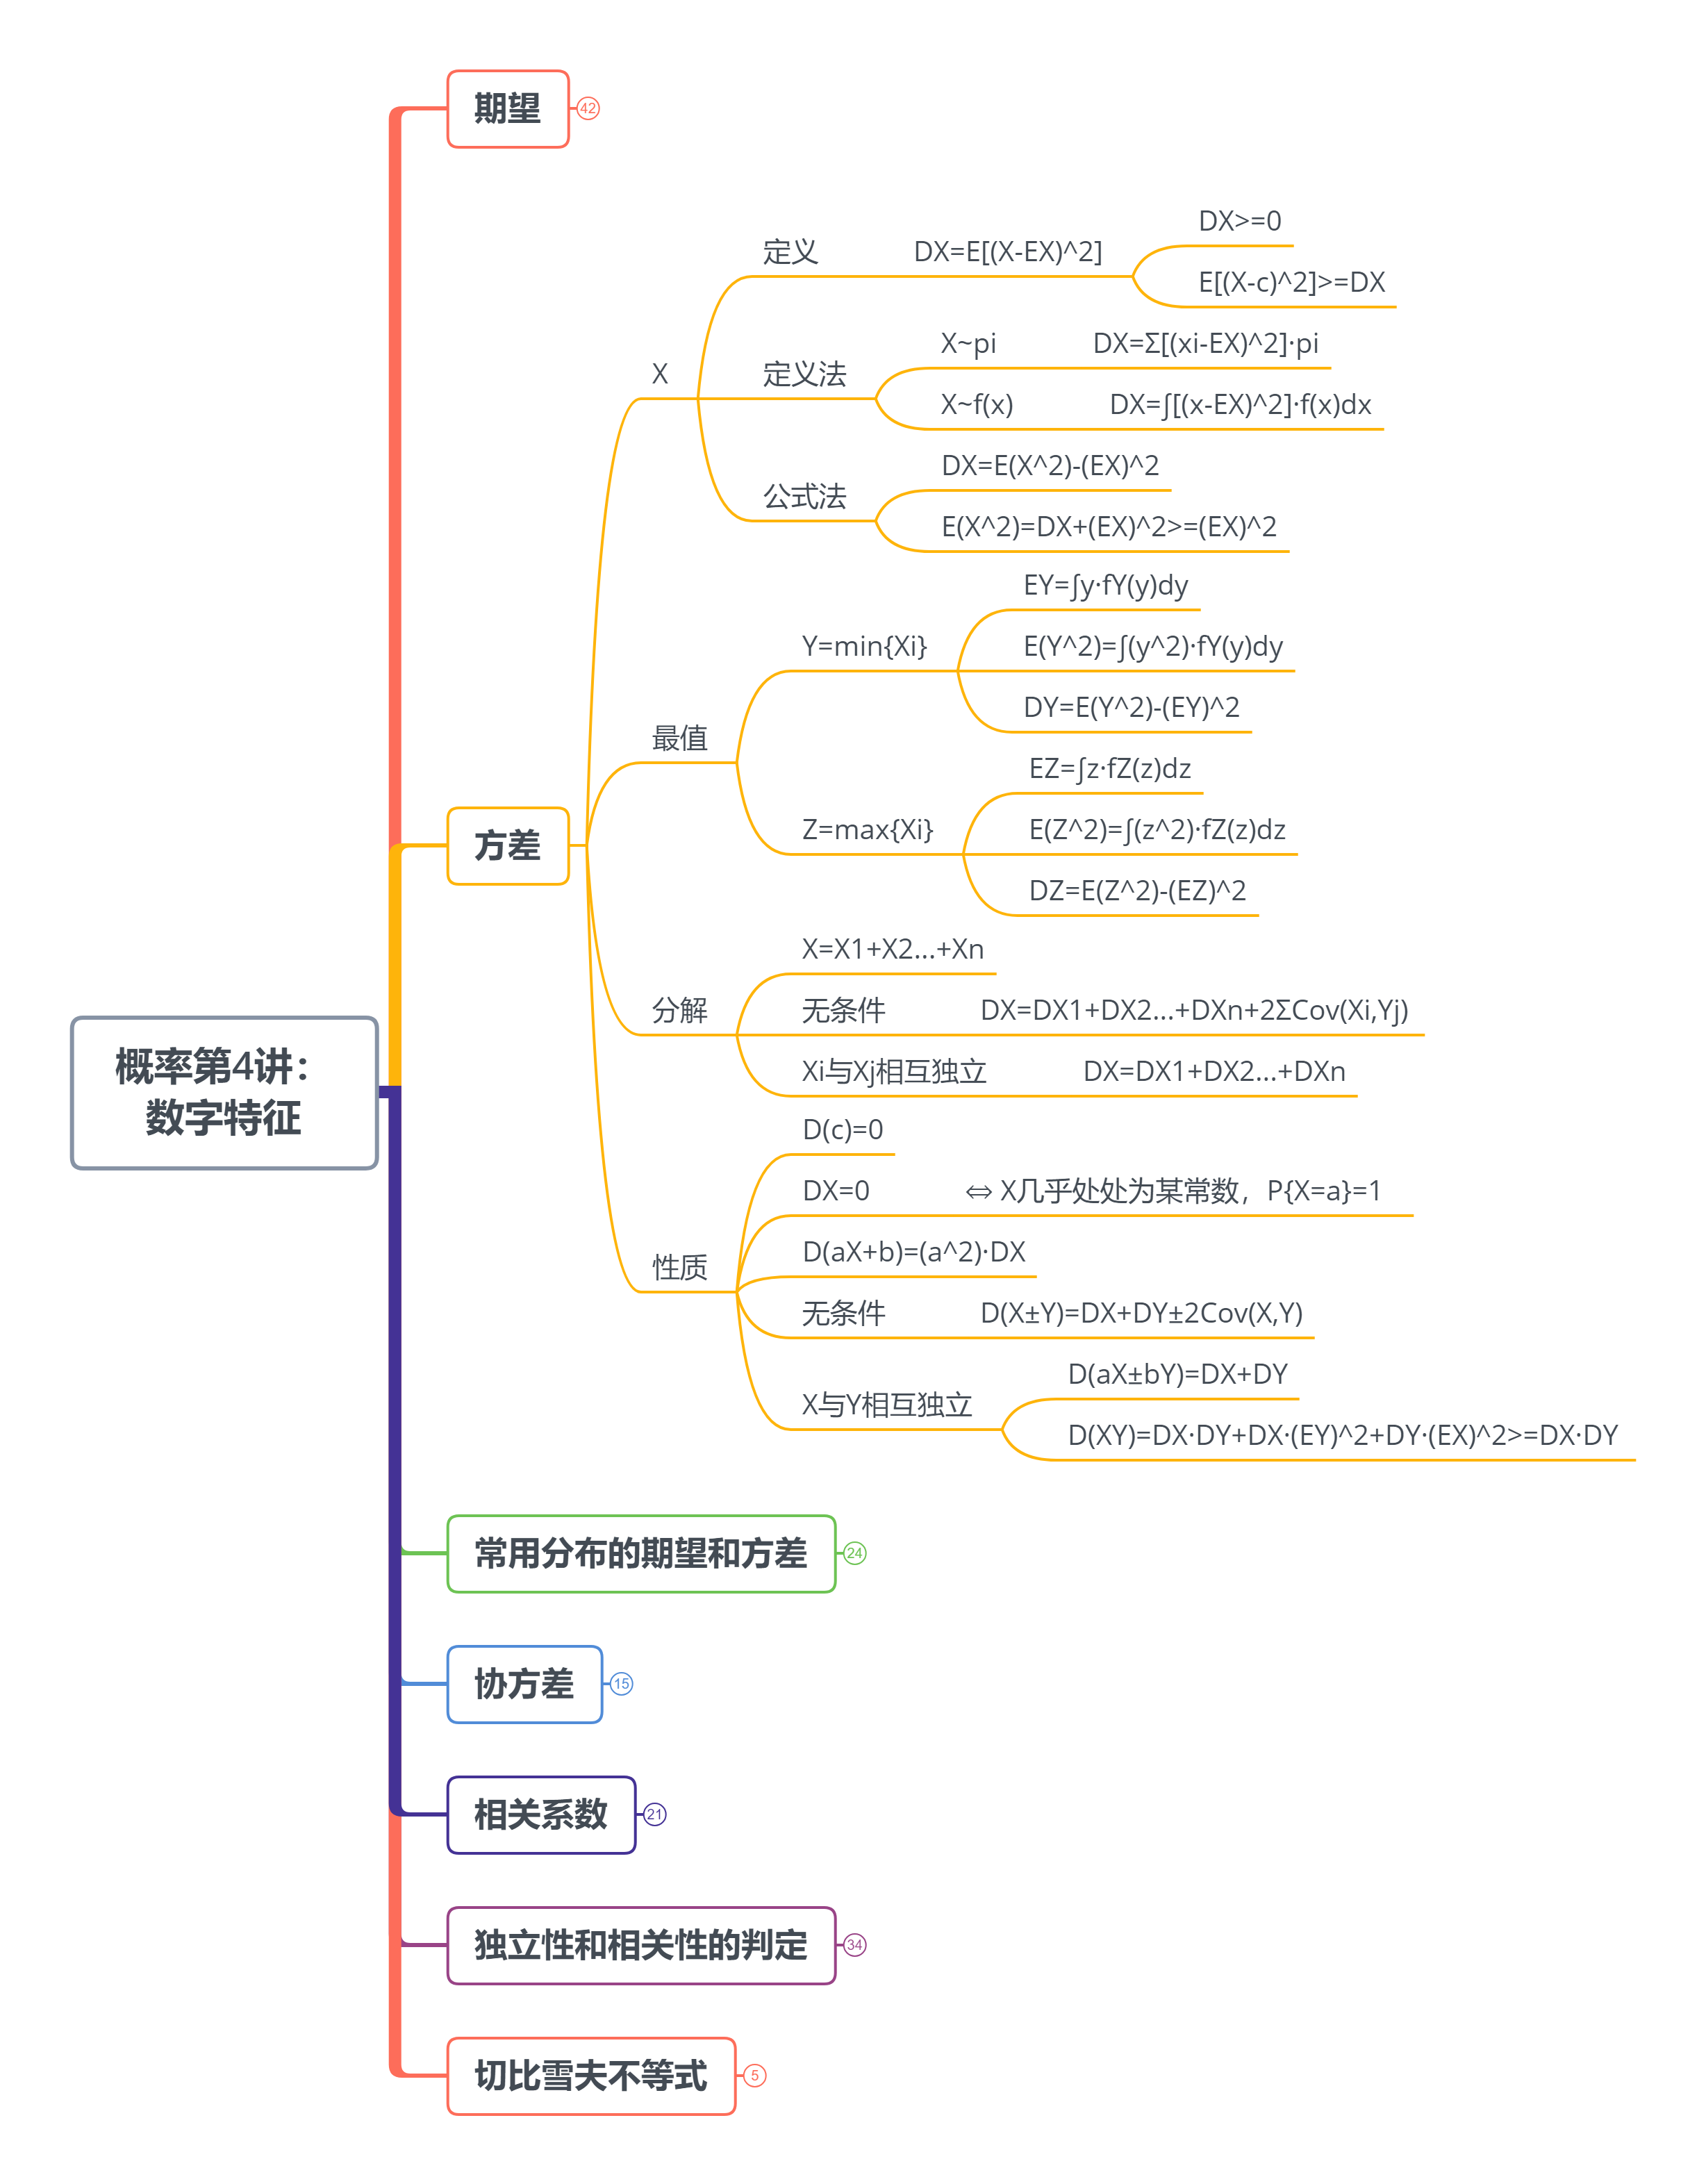 期望
42
DX>=0
定义
DX=E[(X-EX)^2]
E[(X-c)^2]>=DX
X~pi
DX=Σ[(xi-EX)^2]·pi
X
定义法
X~f(x)
DX=∫[(x-EX)^2]·f(x)dx
DX=E(X^2)-(EX)^2
公式法
E(X^2)=DX+(EX)^2>=(EX)^2
EY=∫y·fY(y)dy
Y=min{Xi}
E(Y^2)=∫(y^2)·fY(y)dy
DY=E(Y^2)-(EY)^2
最值
EZ=∫z·fZ(z)dz
Z=max{Xi}
E(Z^2)=∫(z^2)·fZ(z)dz
方差
DZ=E(Z^2)-(EZ)^2
X=X1+X2...+Xn
分解
无条件
DX=DX1+DX2...+DXn+2ΣCov(Xi,Yj)
Xi与Xj相互独立
DX=DX1+DX2...+DXn
概率第4讲：
数字特征
D(c)=0
DX=0
⇔ X几乎处处为某常数，P{X=a}=1
D(aX+b)=(a^2)·DX
性质
无条件
D(X±Y)=DX+DY±2Cov(X,Y)
D(aX±bY)=DX+DY
X与Y相互独立
D(XY)=DX·DY+DX·(EY)^2+DY·(EX)^2>=DX·DY
常用分布的期望和方差
24
协方差
15
相关系数
21
独立性和相关性的判定
34
切比雪夫不等式
5